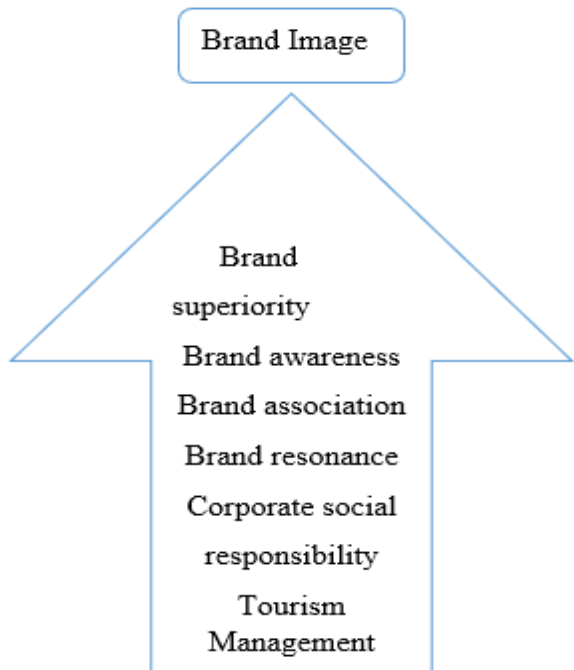 Brand Image
Brand
superiority
Brand awareness
Brand association
Brand resonance
Corporate social
responsibility
Tourism
Management